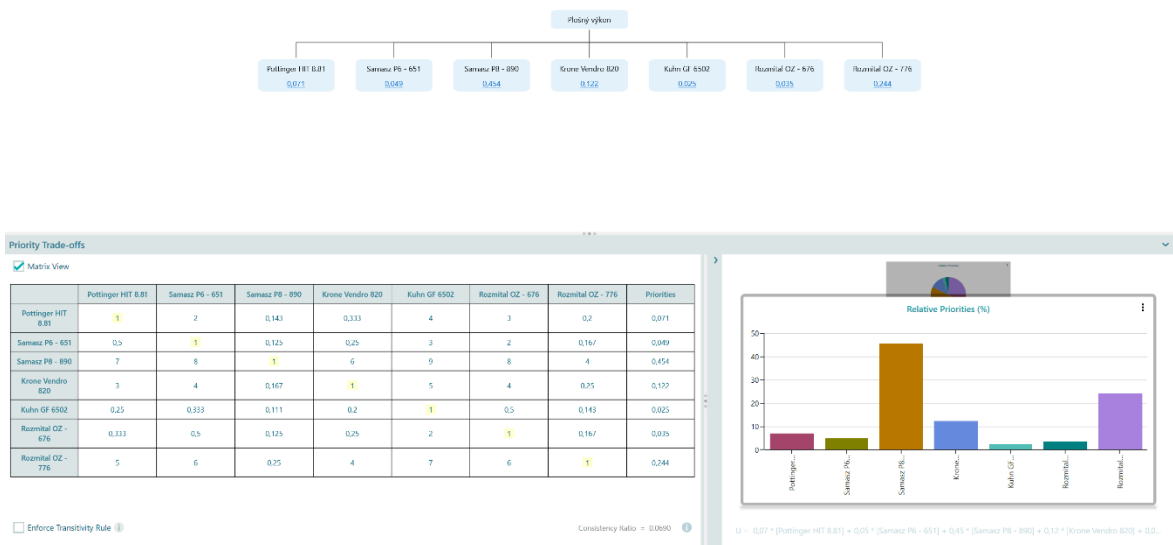 Plošný výkon
Pottinger HIT 8.81 Samasz P6 - 651 Samasz P8 - 890 Krone Vendro 820 Kuhn GF 6502 Rozmital OZ - 676 Rozmital OZ - 776
0,071 0,049 0,454 0,122 0,025 0,035 0,244
Priority Trade-offs
Matrix View
Pottinger HIT 8.81 Samasz P6 - 651 Samasz P8 - 890 Krone Vendro 820 Kuhn GF 6502 Rozmital OZ - 676 Rozmital OZ - 776 Priorities
Pottinger HIT
8.81 1 2 0,143 0,333 4 3 0,2 0,071
Samasz P6 - 651 0,5 1 0,125 0,25 3 2 0,167 0,049
Samasz P8 - 890 7 8 1 6 9 8 4 0,454
Krone Vendro
820 3 4 0,167 1 5 4 0,25 0,122
Kuhn GF 6502 0,25 0,333 0,111 0,2 1 0,5 0,143 0,025
Rozmital OZ -
676 0,333 0,5 0,125 0,25 2 1 0,167 0,035
Rozmital OZ -
776 5 6 0,25 4 7 6 1 0,244
Enforce Transitivity Rule
Consistency Ratio = 0.0690
Relative Priorities (%)
50
40
30
20
10
0
Pottinger...
Samasz P6...
Samasz P8...
Krone...
Kuhn GF...
Rozmital...
Rozmital...
U = 0,07 * [Pottinger HIT 8.81] + 0,05 * [Samasz P6 - 651] + 0,45 * [Samasz P8 - 890] + 0,12 * [Krone Vendro 820] + 0,0...